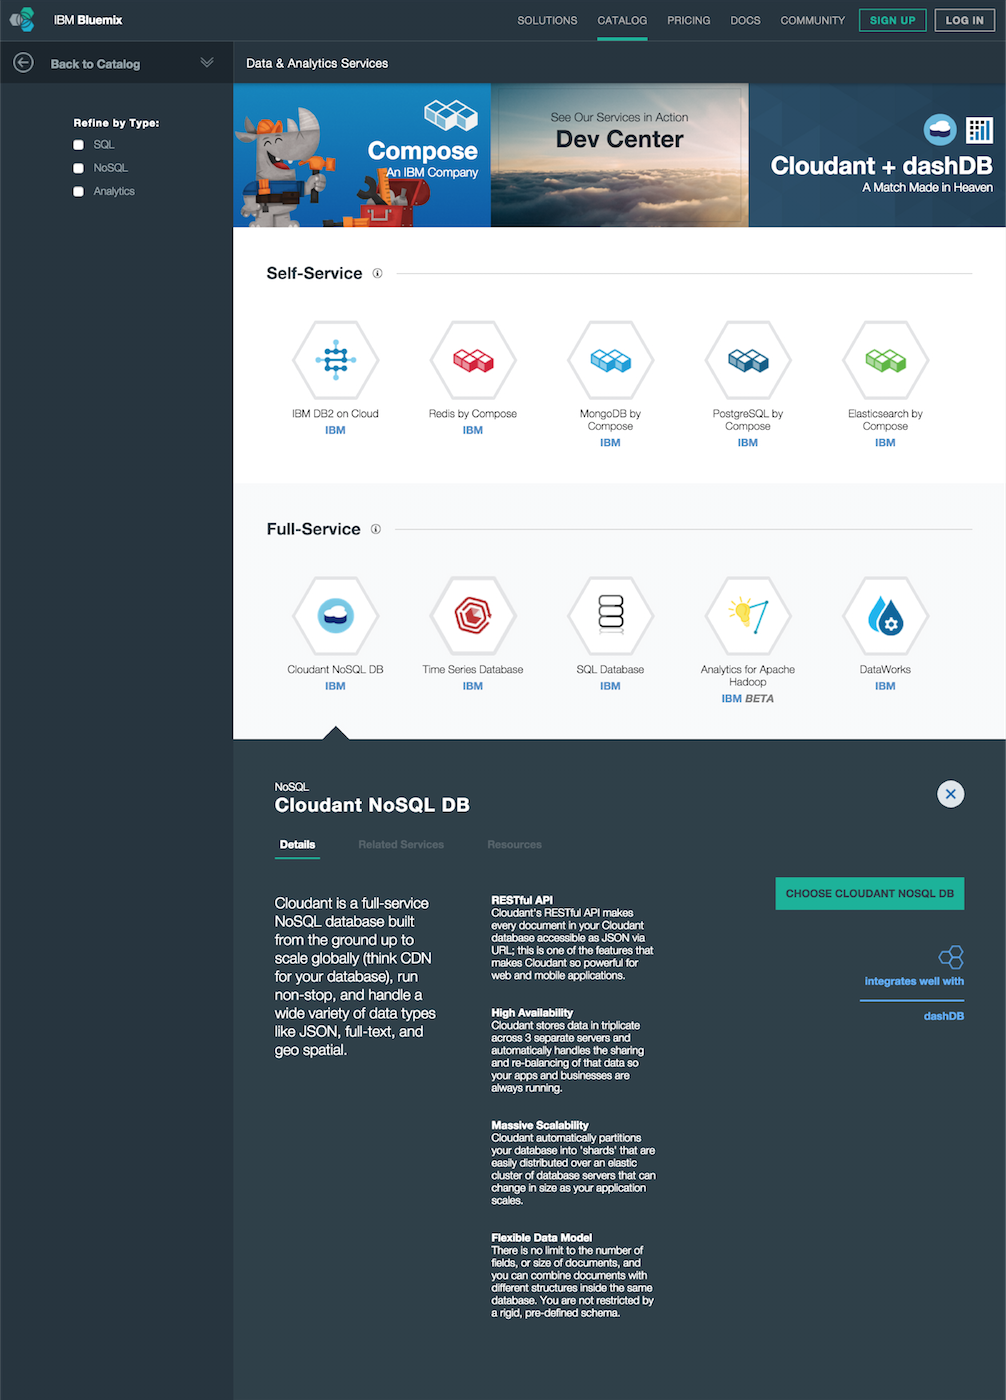 IBM Bluemix
SOLUTIONS CATALOG PRICING DOCS COMMUNITY SIGN UP LOG IN
Back to Catalog
Data & Analytics Services
Refine by Type:
SQL
NoSQL
Analytics
Compose
An IBM Company
See Our Services in Action
Dev Center
Cloudant + dashDB
A Match Made in Heaven
Self-Service
IBM DB2 on Cloud
IBM
Redis by Compose
IBM
MongoDB by
Compose
IBM
PostgreSQL by
Compose
IBM
Elasticsearch by
Compose
IBM
Full-Service
Cloudant NoSQL DB
IBM
Time Series Database
IBM
SQL Database
IBM
Analytics for Apache
Hadoop
IBM BETA
DataWorks
IBM
NoSQL
Cloudant NoSQL DB
Details Related Services Resources
Cloudant is a full-service
NoSQL database built
from the ground up to
scale globally (think CDN
for your database), run
non-stop, and handle a
wide variety of data types
like JSON, full-text, and
geo spatial.
RESTful API
Cloudant's RESTful API makes
every document in your Cloudant
database accessible as JSON via
URL; this is one of the features that
makes Cloudant so powerful for
web and mobile applications.
High Availability
Cloudant stores data in triplicate
across 3 separate servers and
automatically handles the sharing
and re-balancing of that data so
your apps and businesses are
always running.
Massive Scalability
Cloudant automatically partitions
your database into 'shards' that are
easily distributed over an elastic
cluster of database servers that can
change in size as your application
scales.
Flexible Data Model
There is no limit to the number of
fields, or size of documents, and
you can combine documents with
different structures inside the same
database. You are not restricted by
a rigid, pre-defined schema.
CHOOSE CLOUDANT NOSQL DB
integrates well with
dashDB